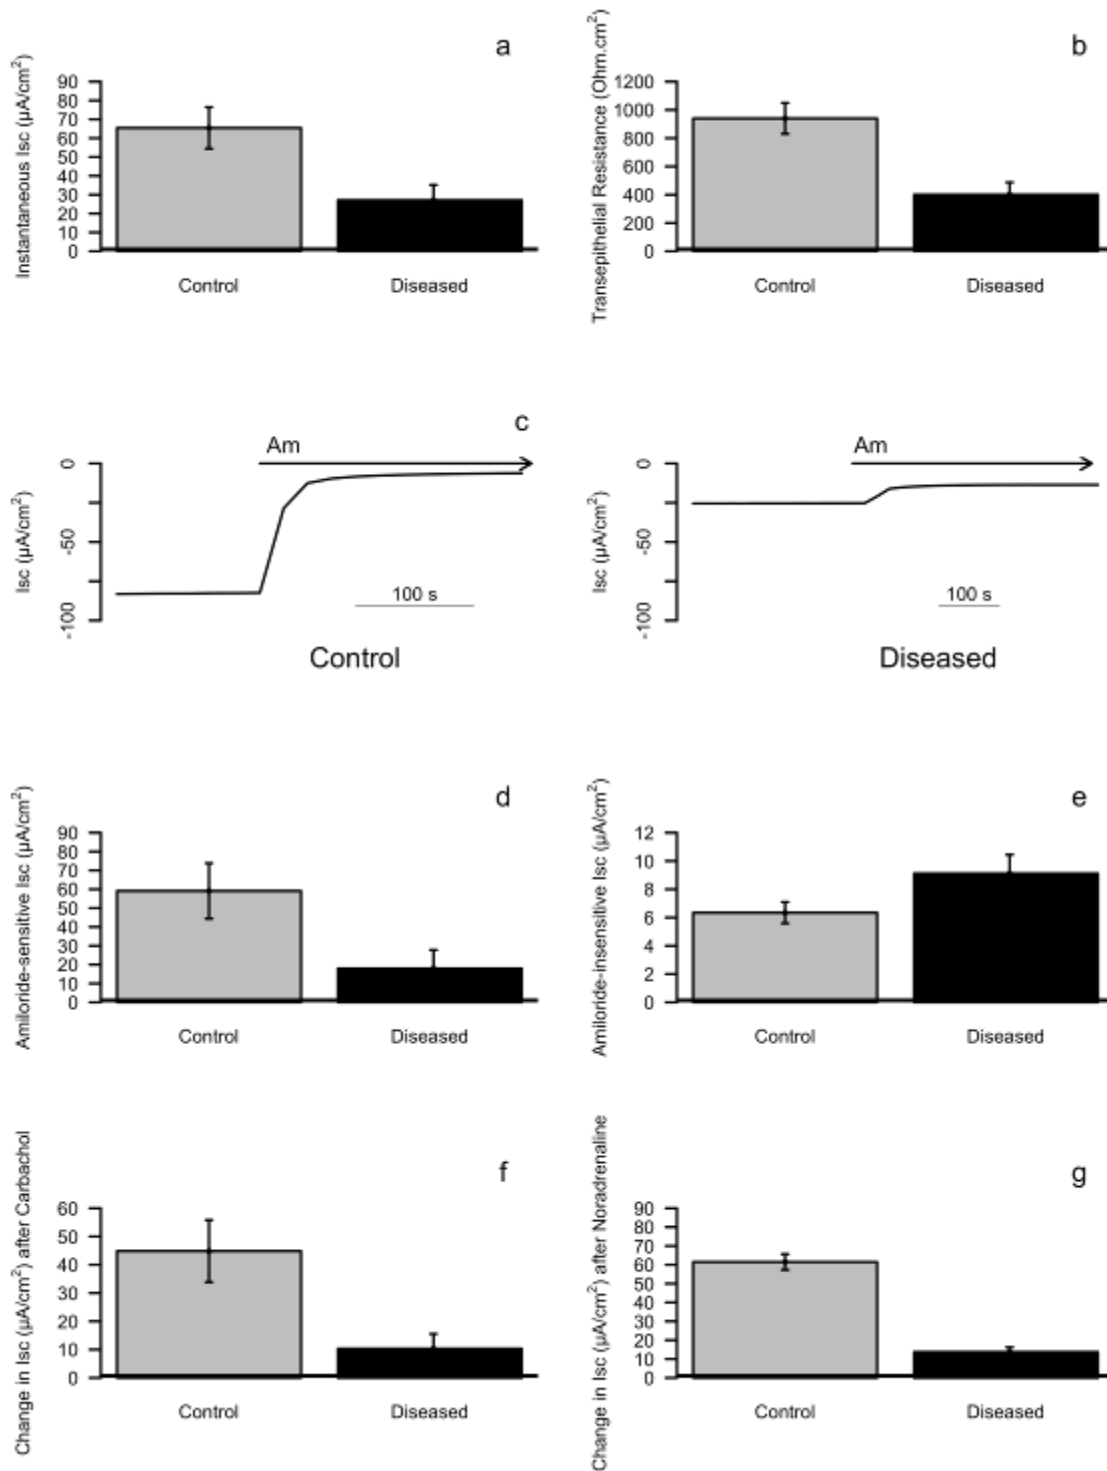 a
Instantaneous Isc (µA/cm²)
90
80
70
60
50
40
30
20
10
0
Control
Diseased
b
Transepithelial Resistance (Ohm.cm²)
1200
1000
800
600
400
200
0
Control
Diseased
c
Isc (µA/cm²)
0
-50
-100
Am
100 s
Control
Isc (µA/cm²)
0
-50
-100
Am
100 s
Diseased
d
Amiloride-sensitive Isc (µA/cm²)
90
80
70
60
50
40
30
20
10
0
Control
Diseased
e
Amiloride-insensitive Isc (µA/cm²)
12
10
8
6
4
2
0
Control
Diseased
f
Change in Isc (µA/cm²) after Carbachol
60
50
40
30
20
10
0
Control
Diseased
g
Change in Isc (µA/cm²) after Noradrenaline
90
80
70
60
50
40
30
20
10
0
Control
Diseased